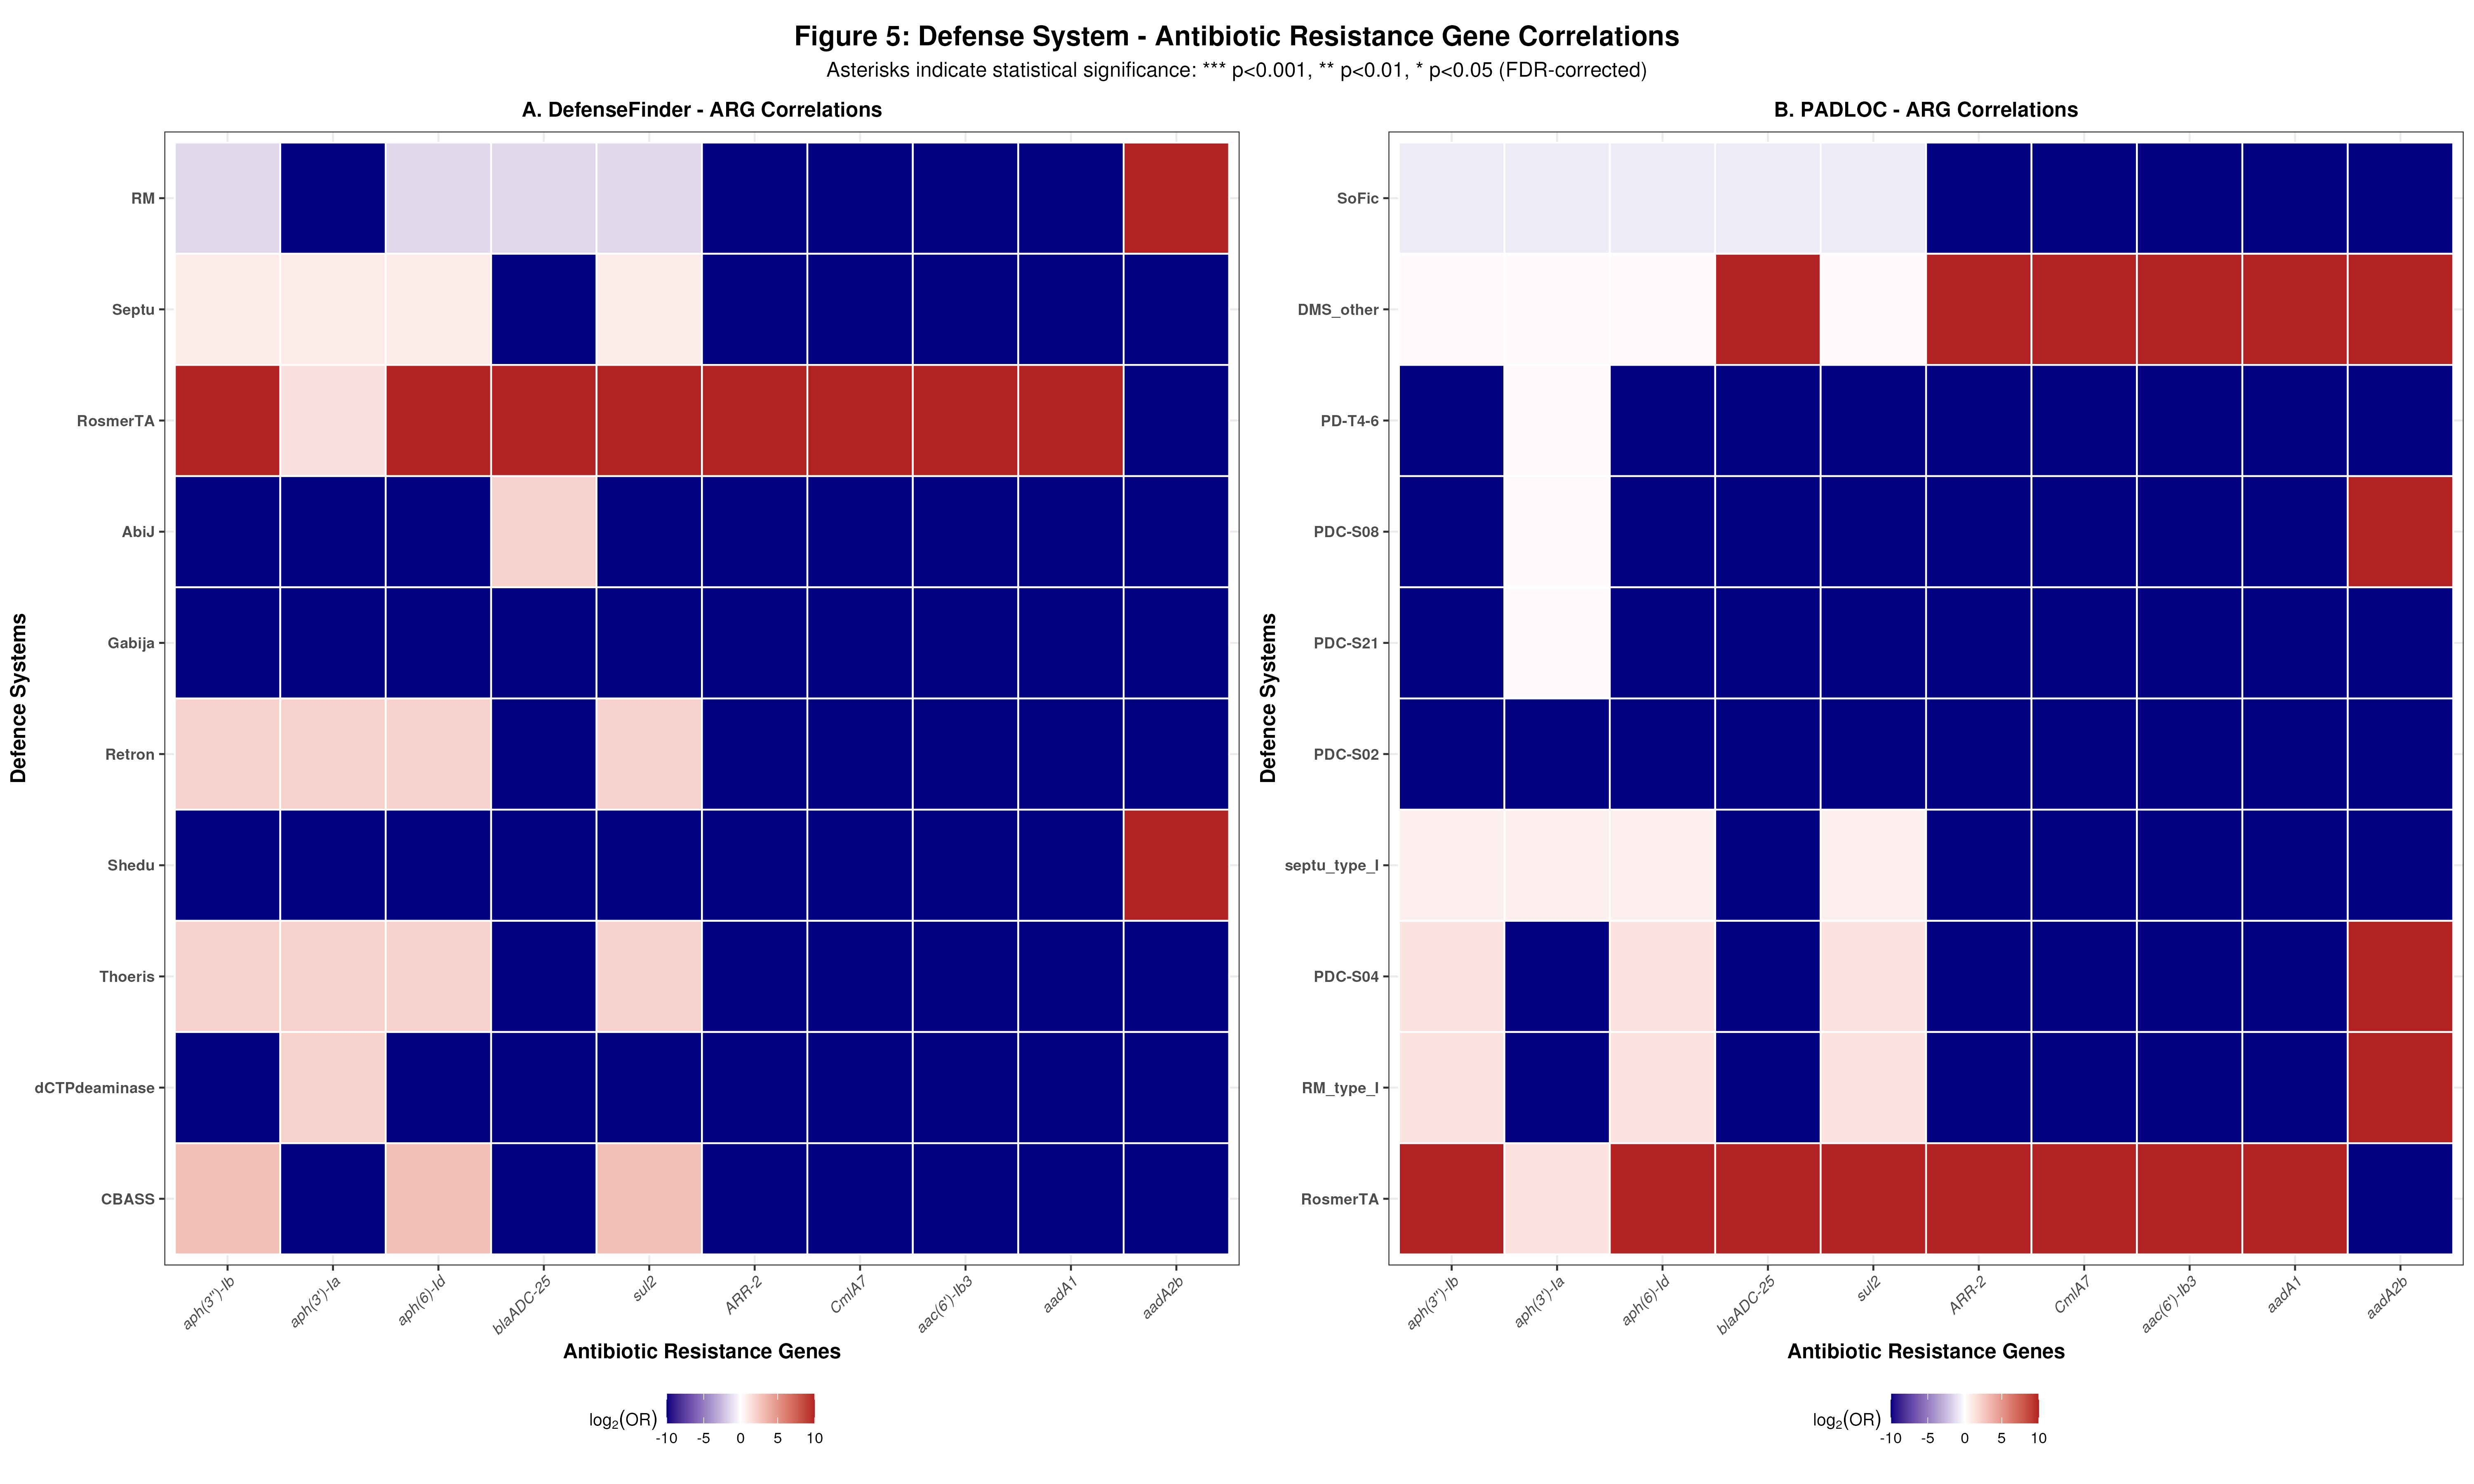 Figure 5: Defense System - Antibiotic Resistance Gene Correlations
Asterisks indicate statistical significance: *** p<0.001, ** p<0.01, * p<0.05 (FDR-corrected)
A. DefenseFinder - ARG Correlations
Defence Systems
RM
Septu
RosmerTA
AbiJ
Gabija
Retron
Shedu
Thoeris
dCTPdeaminase
CBASS
aph(3'')-Ib
aph(3')-Ia
aph(6)-Id
blaADC-25
sul2
ARR-2
CmlA7
aac(6')-Ib3
aadA1
aadA2b
Antibiotic Resistance Genes
log₂(OR)
-10 -5 0 5 10
B. PADLOC - ARG Correlations
Defence Systems
SoFic
DMS_other
PD-T4-6
PDC-S08
PDC-S21
PDC-S02
septu_type_I
PDC-S04
RM_type_I
RosmerTA
aph(3'')-Ib
aph(3')-Ia
aph(6)-Id
blaADC-25
sul2
ARR-2
CmlA7
aac(6')-Ib3
aadA1
aadA2b
Antibiotic Resistance Genes
log₂(OR)
-10 -5 0 5 10